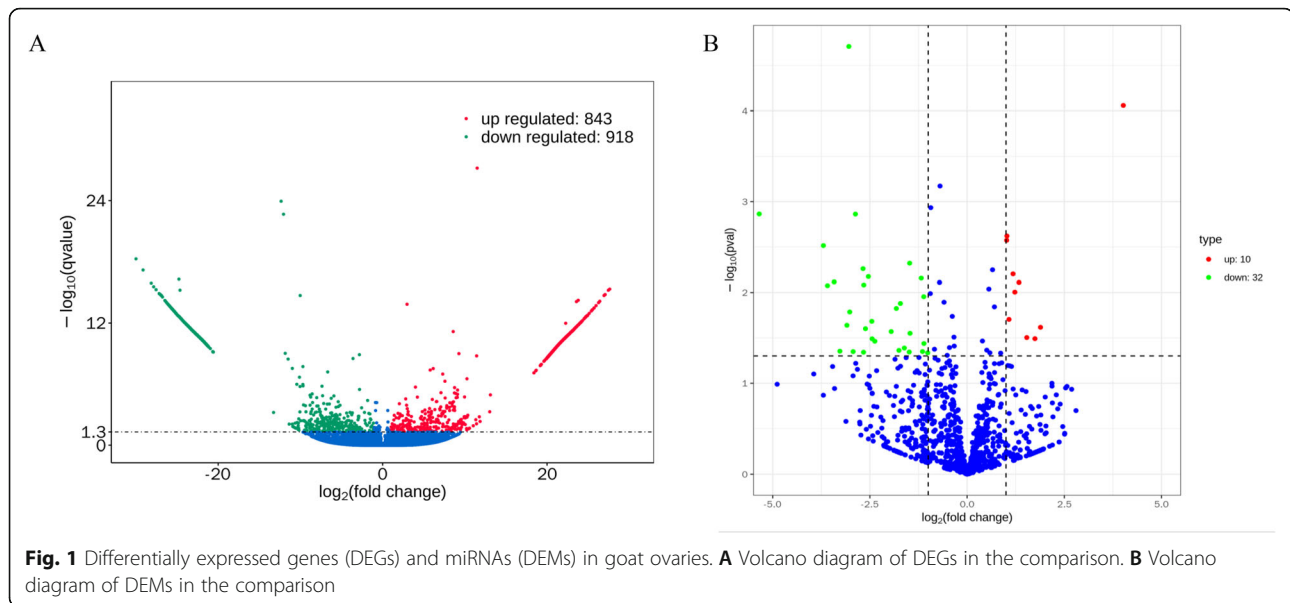 A
up regulated: 843
down regulated: 918
24
12
1.3
0
− log10(qvalue)
-20
0
20
log2(fold change)
B
4
3
2
1
0
− log10(pval)
-5.0
-2.5
0.0
2.5
5.0
log2(fold change)
type
up: 10
down: 32
Fig. 1 Differentially expressed genes (DEGs) and miRNAs (DEMs) in goat ovaries. A Volcano diagram of DEGs in the comparison. B Volcano
diagram of DEMs in the comparison